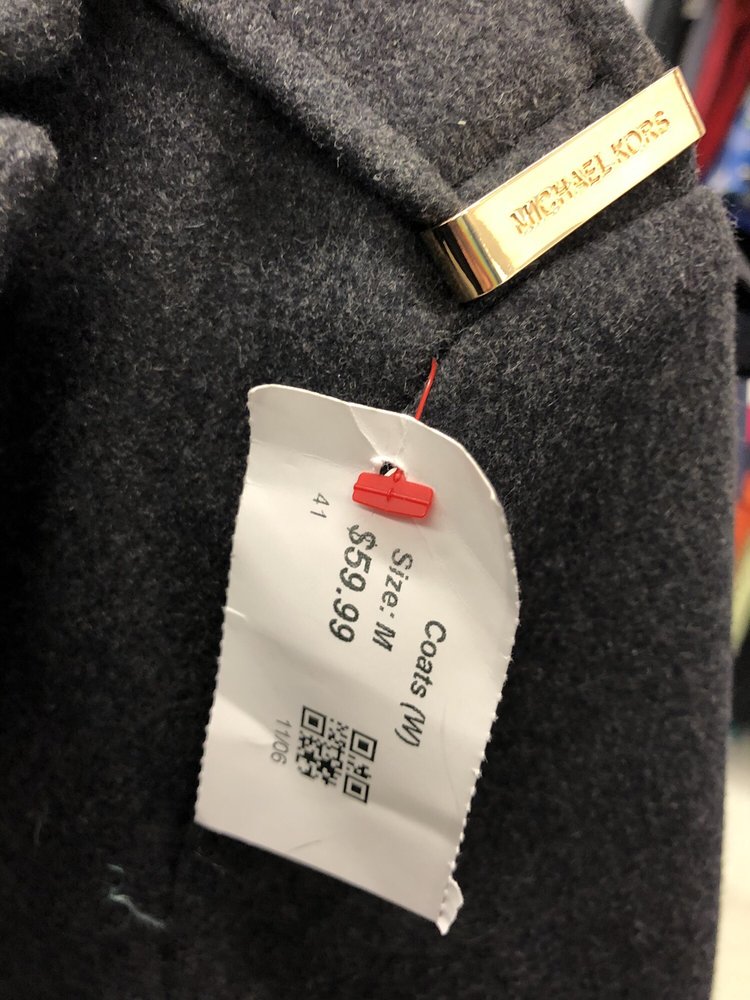 MICHAEL KORS
Coats (W)
Size: M
$59.99
41
11/06